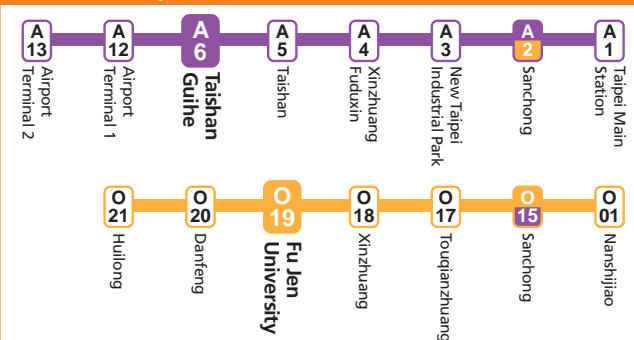 A
13
A
12
A
6
A
5
A
4
A
3
A
2
A
1
Airport
Terminal 2
Airport
Terminal 1
Taishan
Guihe
Taishan
Xinzhuang
Fuduxin
New Taipei
Industrial Park
Sanchong
Taipei Main
Station
O
21
O
20
O
19
O
18
O
17
O
15
O
01
Huilong
Danfeng
Fu Jen
University
Xinzhuang
Touqianzhuang
Sanchong
Nanshijiao